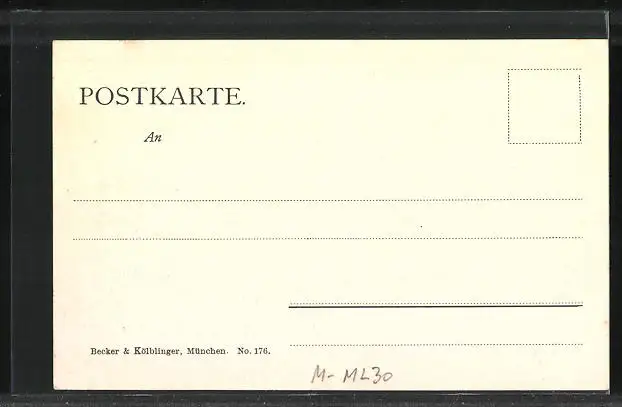 POSTKARTE.
An
Becker & Kölblinger, München. No. 176.
M- ML30